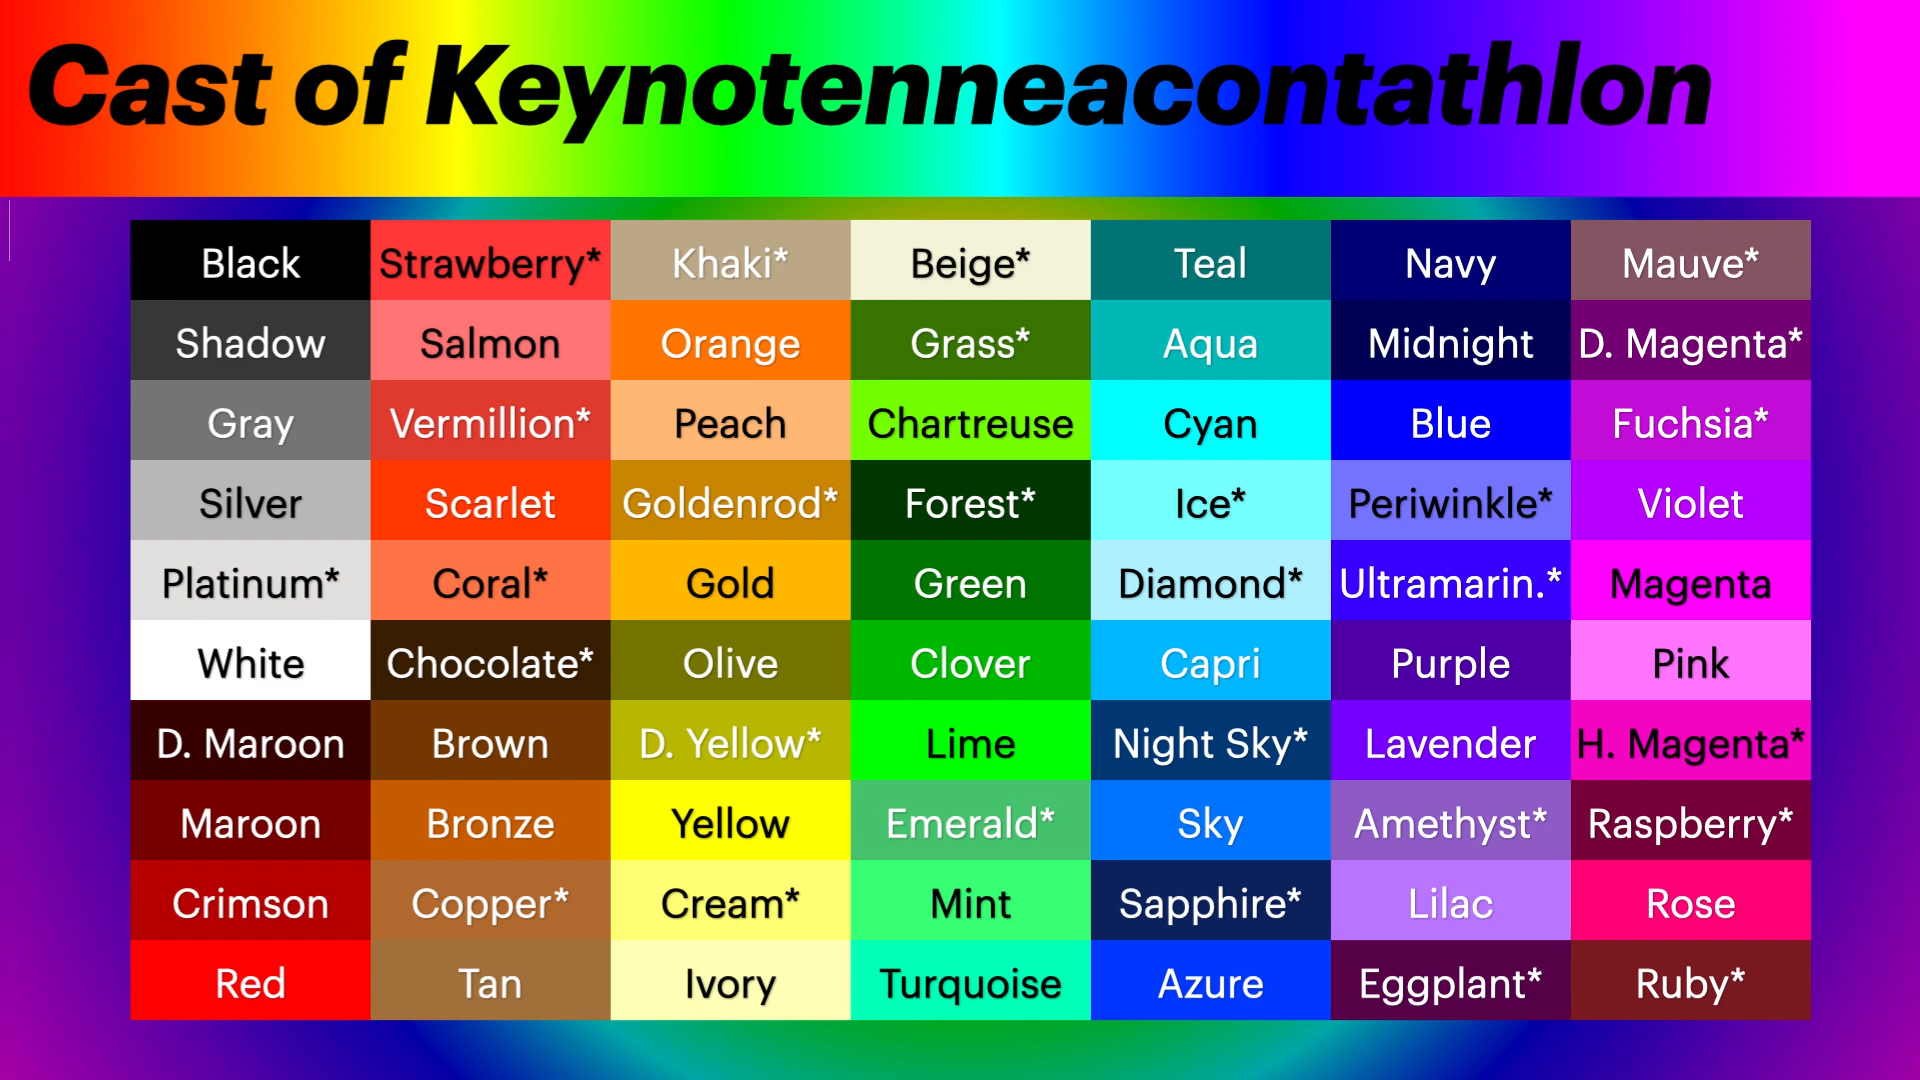 Cast of Keynotenneacontathlon
Black Strawberry* Khaki* Beige* Teal Navy Mauve*
Shadow Salmon Orange Grass* Aqua Midnight D. Magenta*
Gray Vermillion* Peach Chartreuse Cyan Blue Fuchsia*
Silver Scarlet Goldenrod* Forest* Ice* Periwinkle* Violet
Platinum* Coral* Gold Green Diamond* Ultramarin.* Magenta
White Chocolate* Olive Clover Capri Purple Pink
D. Maroon Brown D. Yellow* Lime Night Sky* Lavender H. Magenta*
Maroon Bronze Yellow Emerald* Sky Amethyst* Raspberry*
Crimson Copper* Cream* Mint Sapphire* Lilac Rose
Red Tan Ivory Turquoise Azure Eggplant* Ruby*